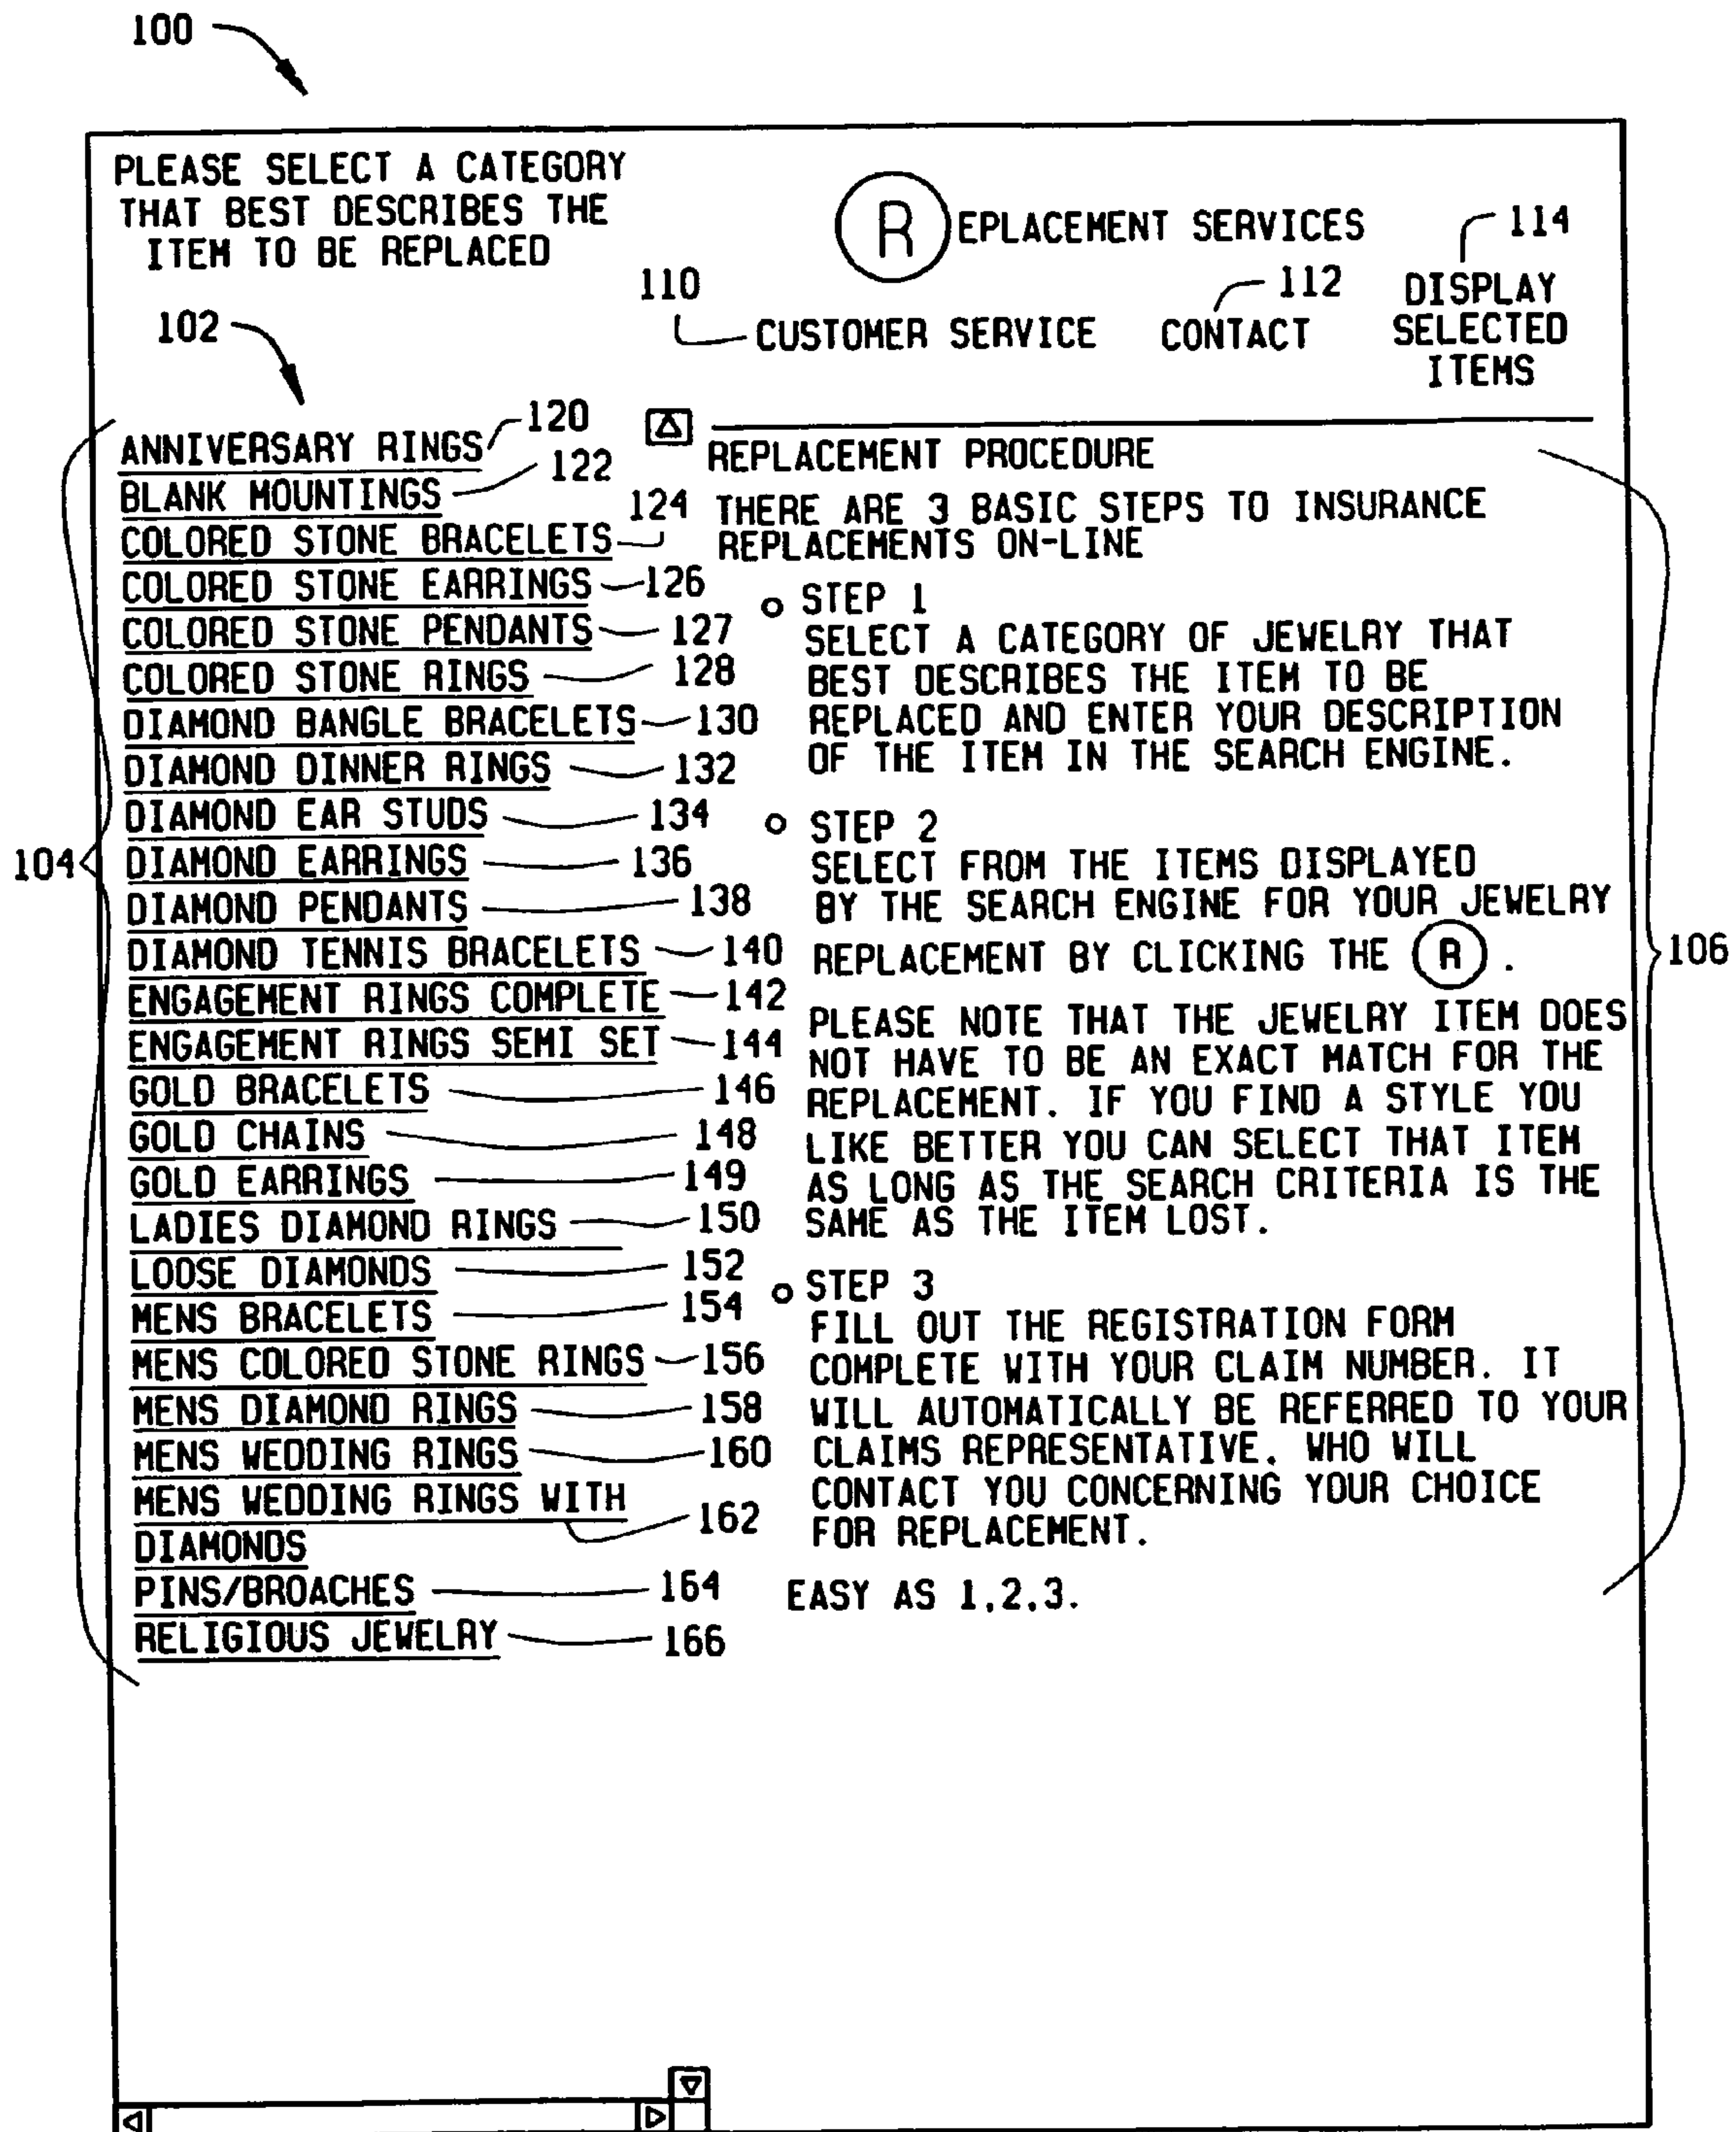 100
PLEASE SELECT A CATEGORY
THAT BEST DESCRIBES THE
ITEM TO BE REPLACED
REPLACEMENT SERVICES
110
CUSTOMER SERVICE
112
CONTACT
114
DISPLAY
SELECTED
ITEMS
102
104
ANNIVERSARY RINGS 120
BLANK MOUNTINGS 122
COLORED STONE BRACELETS 124
COLORED STONE EARRINGS 126
COLORED STONE PENDANTS 127
COLORED STONE RINGS 128
DIAMOND BANGLE BRACELETS 130
DIAMOND DINNER RINGS 132
DIAMOND EAR STUDS 134
DIAMOND EARRINGS 136
DIAMOND PENDANTS 138
DIAMOND TENNIS BRACELETS 140
ENGAGEMENT RINGS COMPLETE 142
ENGAGEMENT RINGS SEMI SET 144
GOLD BRACELETS 146
GOLD CHAINS 148
GOLD EARRINGS 149
LADIES DIAMOND RINGS 150
LOOSE DIAMONDS 152
MENS BRACELETS 154
MENS COLORED STONE RINGS 156
MENS DIAMOND RINGS 158
MENS WEDDING RINGS 160
MENS WEDDING RINGS WITH
DIAMONDS 162
PINS/BROACHES 164
RELIGIOUS JEWELRY 166
REPLACEMENT PROCEDURE
THERE ARE 3 BASIC STEPS TO INSURANCE
REPLACEMENTS ON-LINE
STEP 1
SELECT A CATEGORY OF JEWELRY THAT
BEST DESCRIBES THE ITEM TO BE
REPLACED AND ENTER YOUR DESCRIPTION
OF THE ITEM IN THE SEARCH ENGINE.
STEP 2
SELECT FROM THE ITEMS DISPLAYED
BY THE SEARCH ENGINE FOR YOUR JEWELRY
REPLACEMENT BY CLICKING THE R .
PLEASE NOTE THAT THE JEWELRY ITEM DOES
NOT HAVE TO BE AN EXACT MATCH FOR THE
REPLACEMENT. IF YOU FIND A STYLE YOU
LIKE BETTER YOU CAN SELECT THAT ITEM
AS LONG AS THE SEARCH CRITERIA IS THE
SAME AS THE ITEM LOST.
STEP 3
FILL OUT THE REGISTRATION FORM
COMPLETE WITH YOUR CLAIM NUMBER. IT
WILL AUTOMATICALLY BE REFERRED TO YOUR
CLAIMS REPRESENTATIVE. WHO WILL
CONTACT YOU CONCERNING YOUR CHOICE
FOR REPLACEMENT.
EASY AS 1.2.3.
106